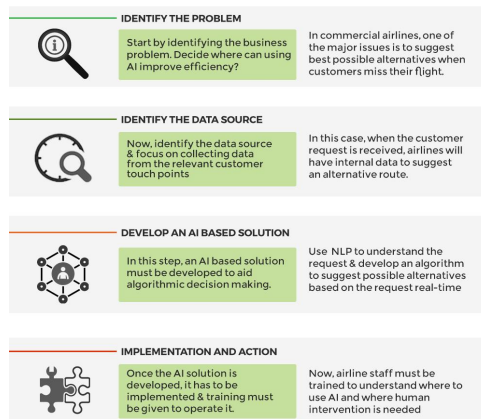 IDENTIFY THE PROBLEM
Start by identifying the business
problem. Decide where can using
AI improve efficiency?
In commercial airlines, one of
the major issues is to suggest
best possible alternatives when
customers miss their flight.
IDENTIFY THE DATA SOURCE
Now, identify the data source
& focus on collecting data
from the relevant customer
touch points
In this case, when the customer
request is received, airlines will
have internal data to suggest
an alternative route.
DEVELOP AN AI BASED SOLUTION
In this step, an AI based solution
must be developed to aid
algorithmic decision making.
Use NLP to understand the
request & develop an algorithm
to suggest possible alternatives
based on the request real-time
IMPLEMENTATION AND ACTION
Once the AI solution is
developed, it has to be
implemented & training must
be given to operate it.
Now, airline staff must be
trained to understand where to
use AI and where human
intervention is needed